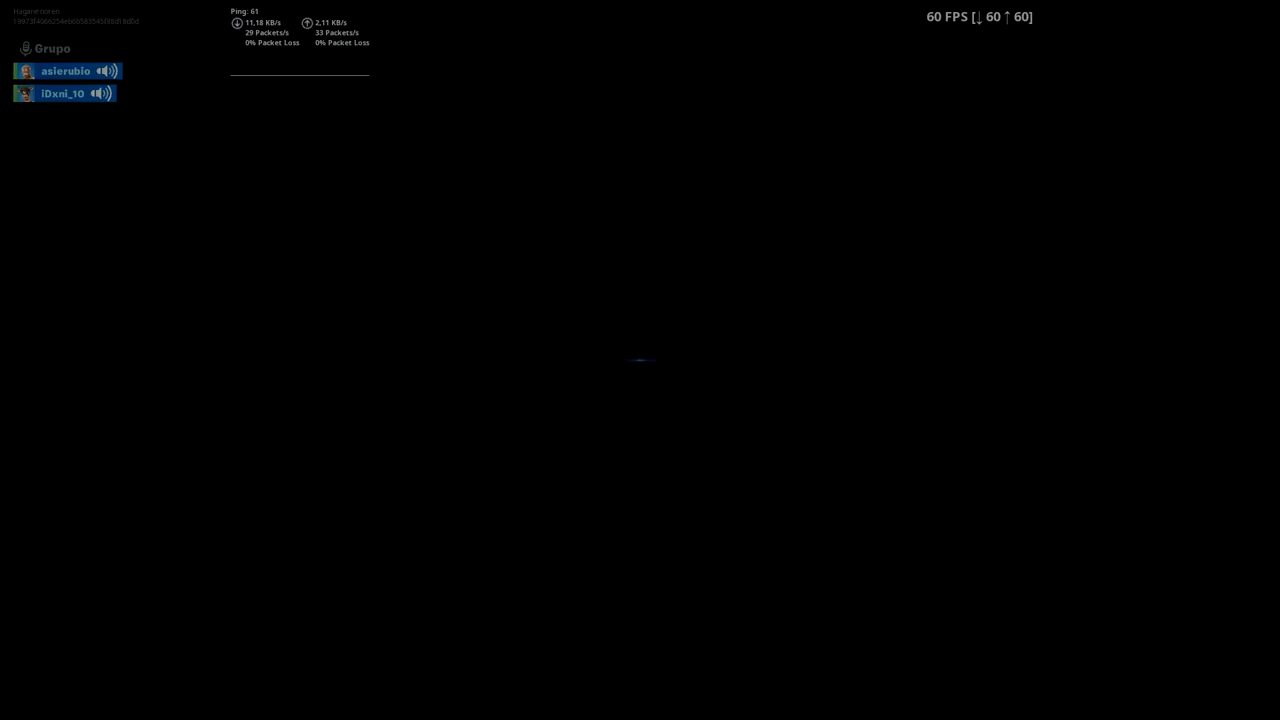 Ping: 61
11,18 KB/s 2,11 KB/s
29 Packets/s 33 Packets/s
0% Packet Loss 0% Packet Loss
60 FPS [↓ 60 ↑ 60]
Grupo
asierubio
iDxni_10